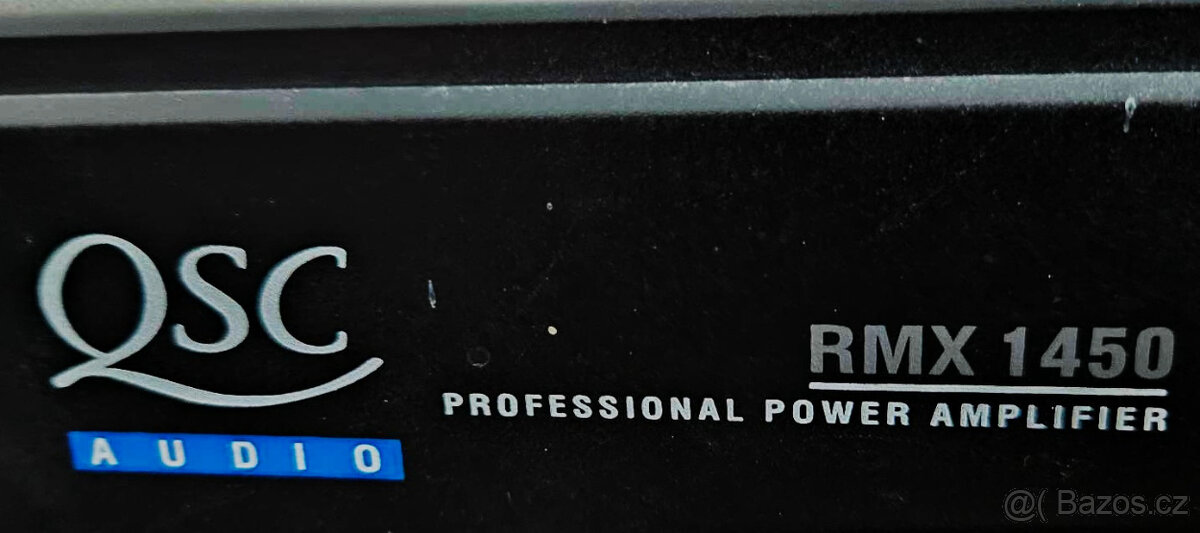 QSC
AUDIO
RMX 1450
PROFESSIONAL POWER AMPLIFIER
@( Bazos.cz